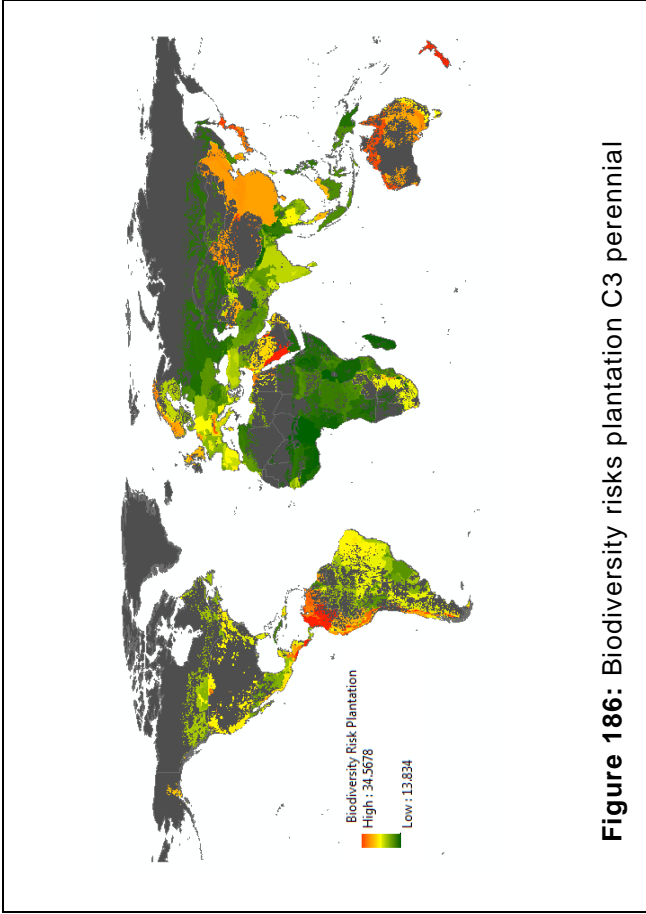 Biodiversity Risk Plantation
High : 34.5678
Low : 13.834
Figure 186: Biodiversity risks plantation C3 perennial